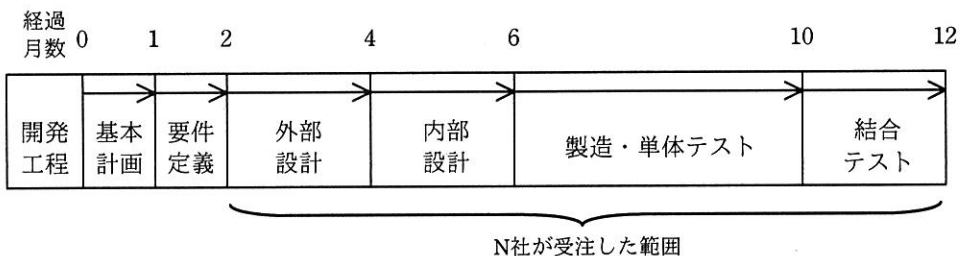 経過
月数 0 1 2 4 6 10 12
開発
工程
基本
計画
要件
定義
外部
設計
内部
設計
製造・単体テスト
結合
テスト
N社が受注した範囲